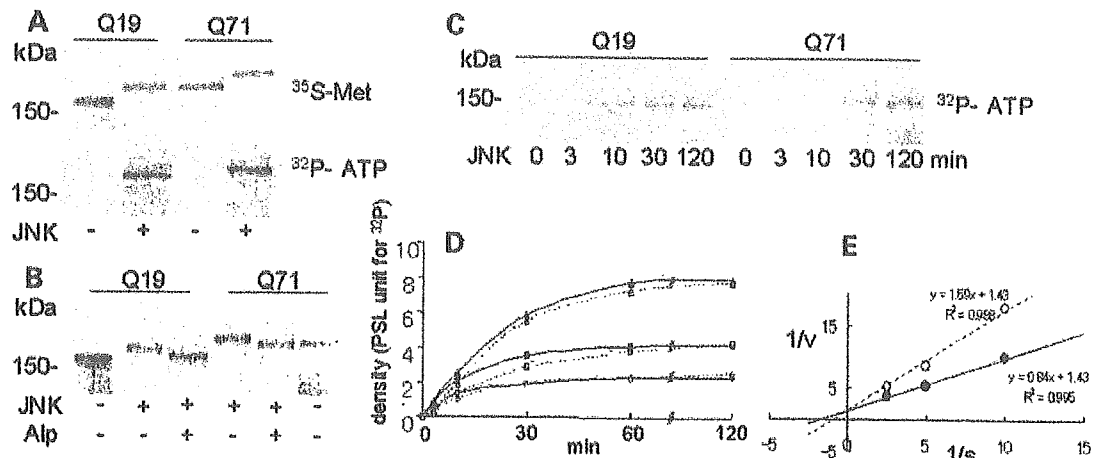 A
Q19 Q71
kDa
150-
35S-Met
150-
32P- ATP
JNK - + - +
B
Q19 Q71
kDa
150-
JNK - + + + + -
Alp - - + - + -
C
Q19 Q71
kDa
150-
32P- ATP
JNK 0 3 10 30 120 0 3 10 30 120 min
D
density (PSL unit for 32P)
10
8
6
4
2
0
0 30 60 120
min
E
1/v
15
5
-5
-5 0 5 10 15
1/s
y = 1.69x + 1.43
R2 = 0.998
y = 0.84x + 1.43
R2 = 0.995